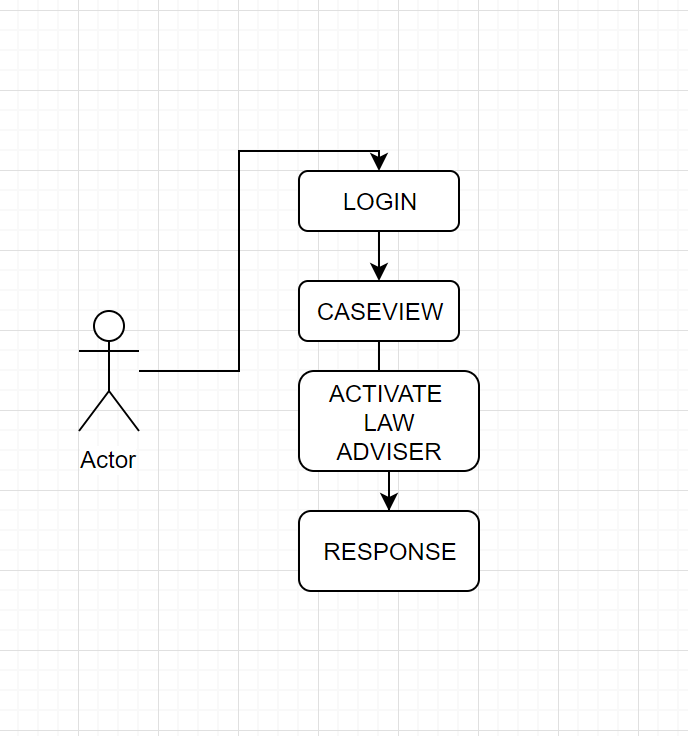 LOGIN
CASEVIEW
ACTIVATE
LAW
ADVISER
Actor
RESPONSE